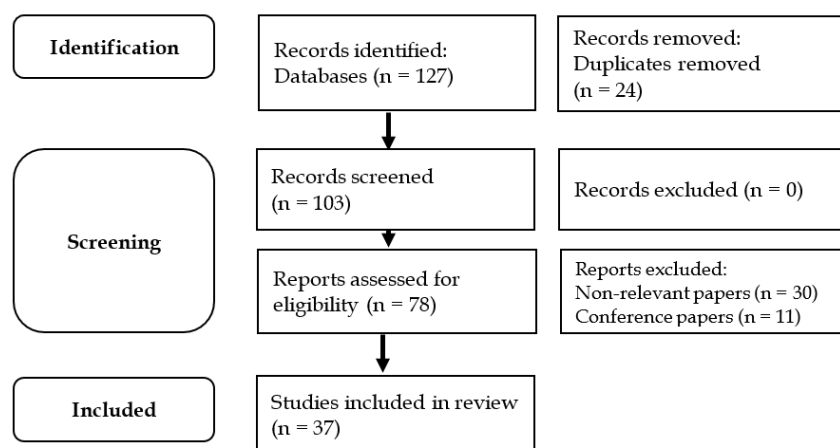 Identification
Records identified:
Databases (n = 127)
Records removed:
Duplicates removed
(n = 24)
Screening
Records screened
(n = 103)
Records excluded (n = 0)
Reports assessed for
eligibility (n = 78)
Reports excluded:
Non-relevant papers (n = 30)
Conference papers (n = 11)
Included
Studies included in review
(n = 37)